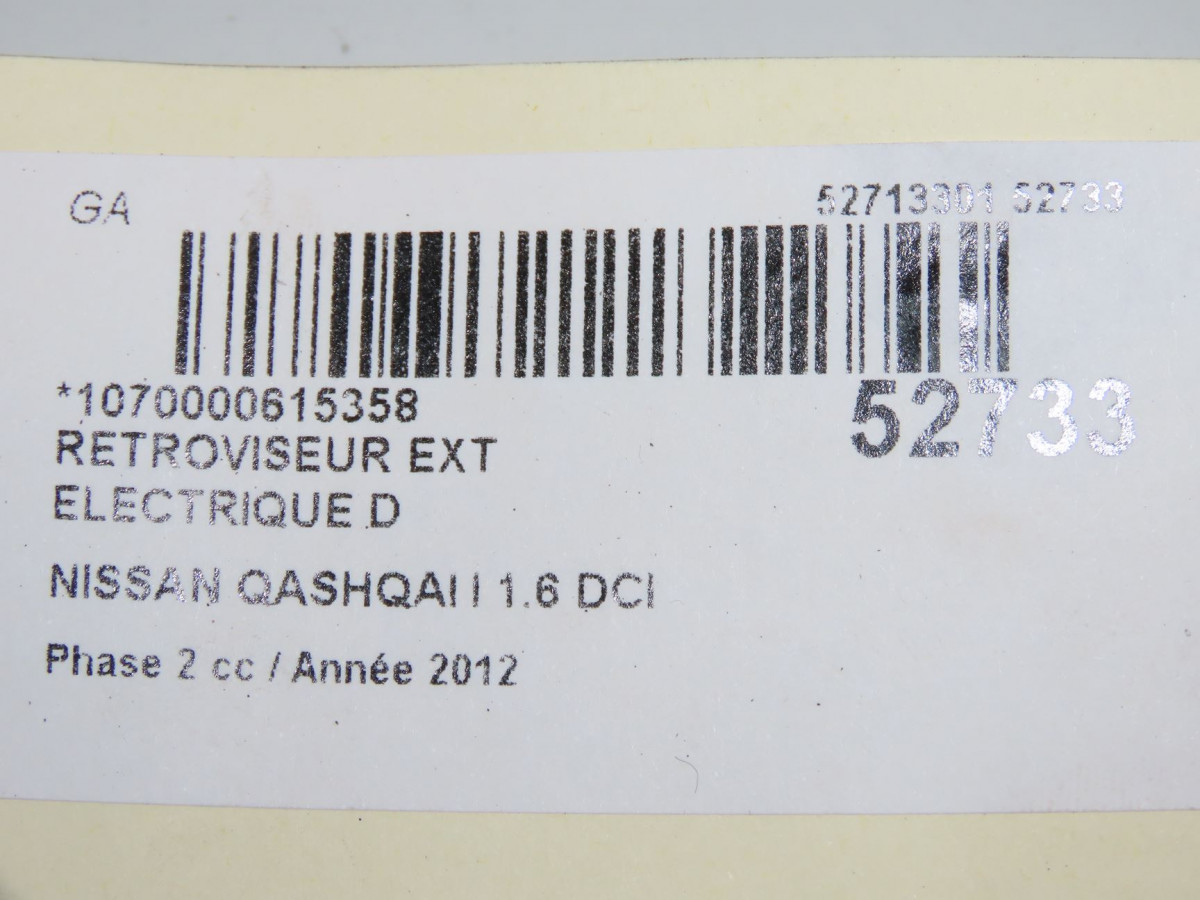 GA
52713301 52733
*1070000615358
52733
RETROVISEUR EXT
ELECTRIQUE D
NISSAN QASHQAI I 1.6 DCI
Phase 2 cc / Année 2012